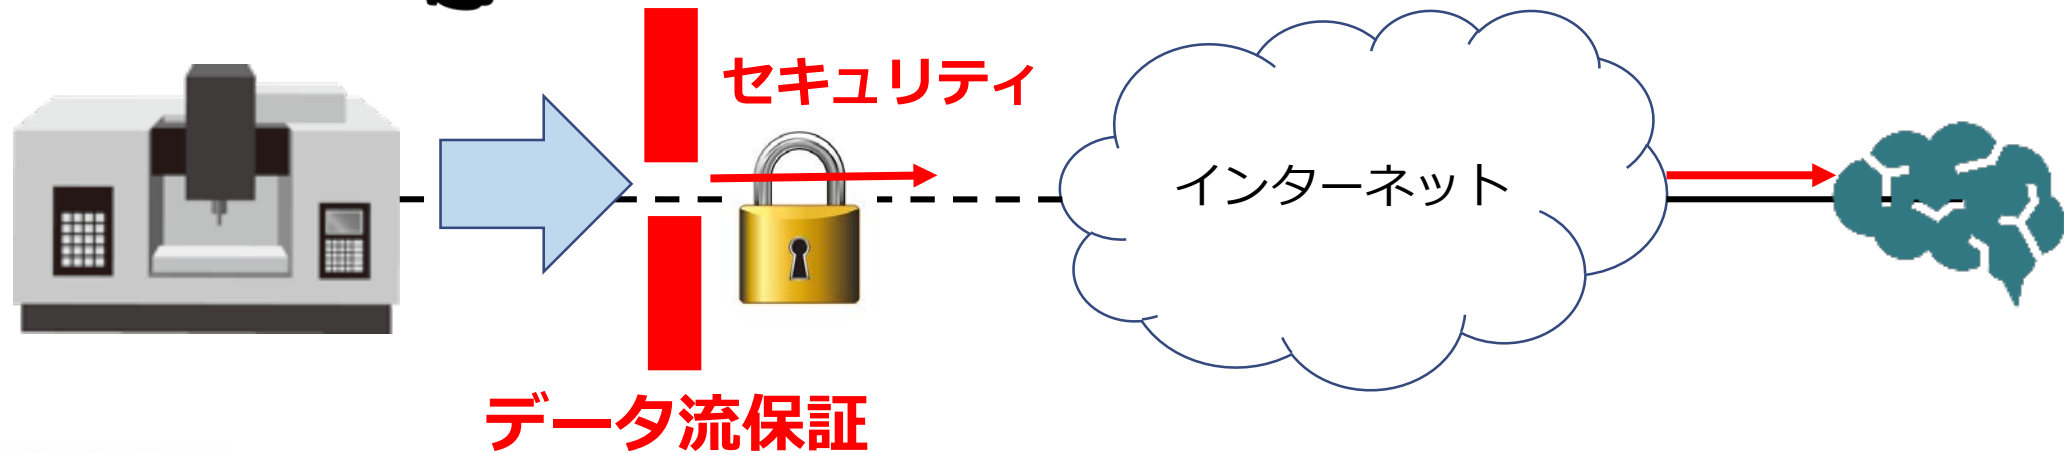 セキュリティ
インターネット
データ流保証